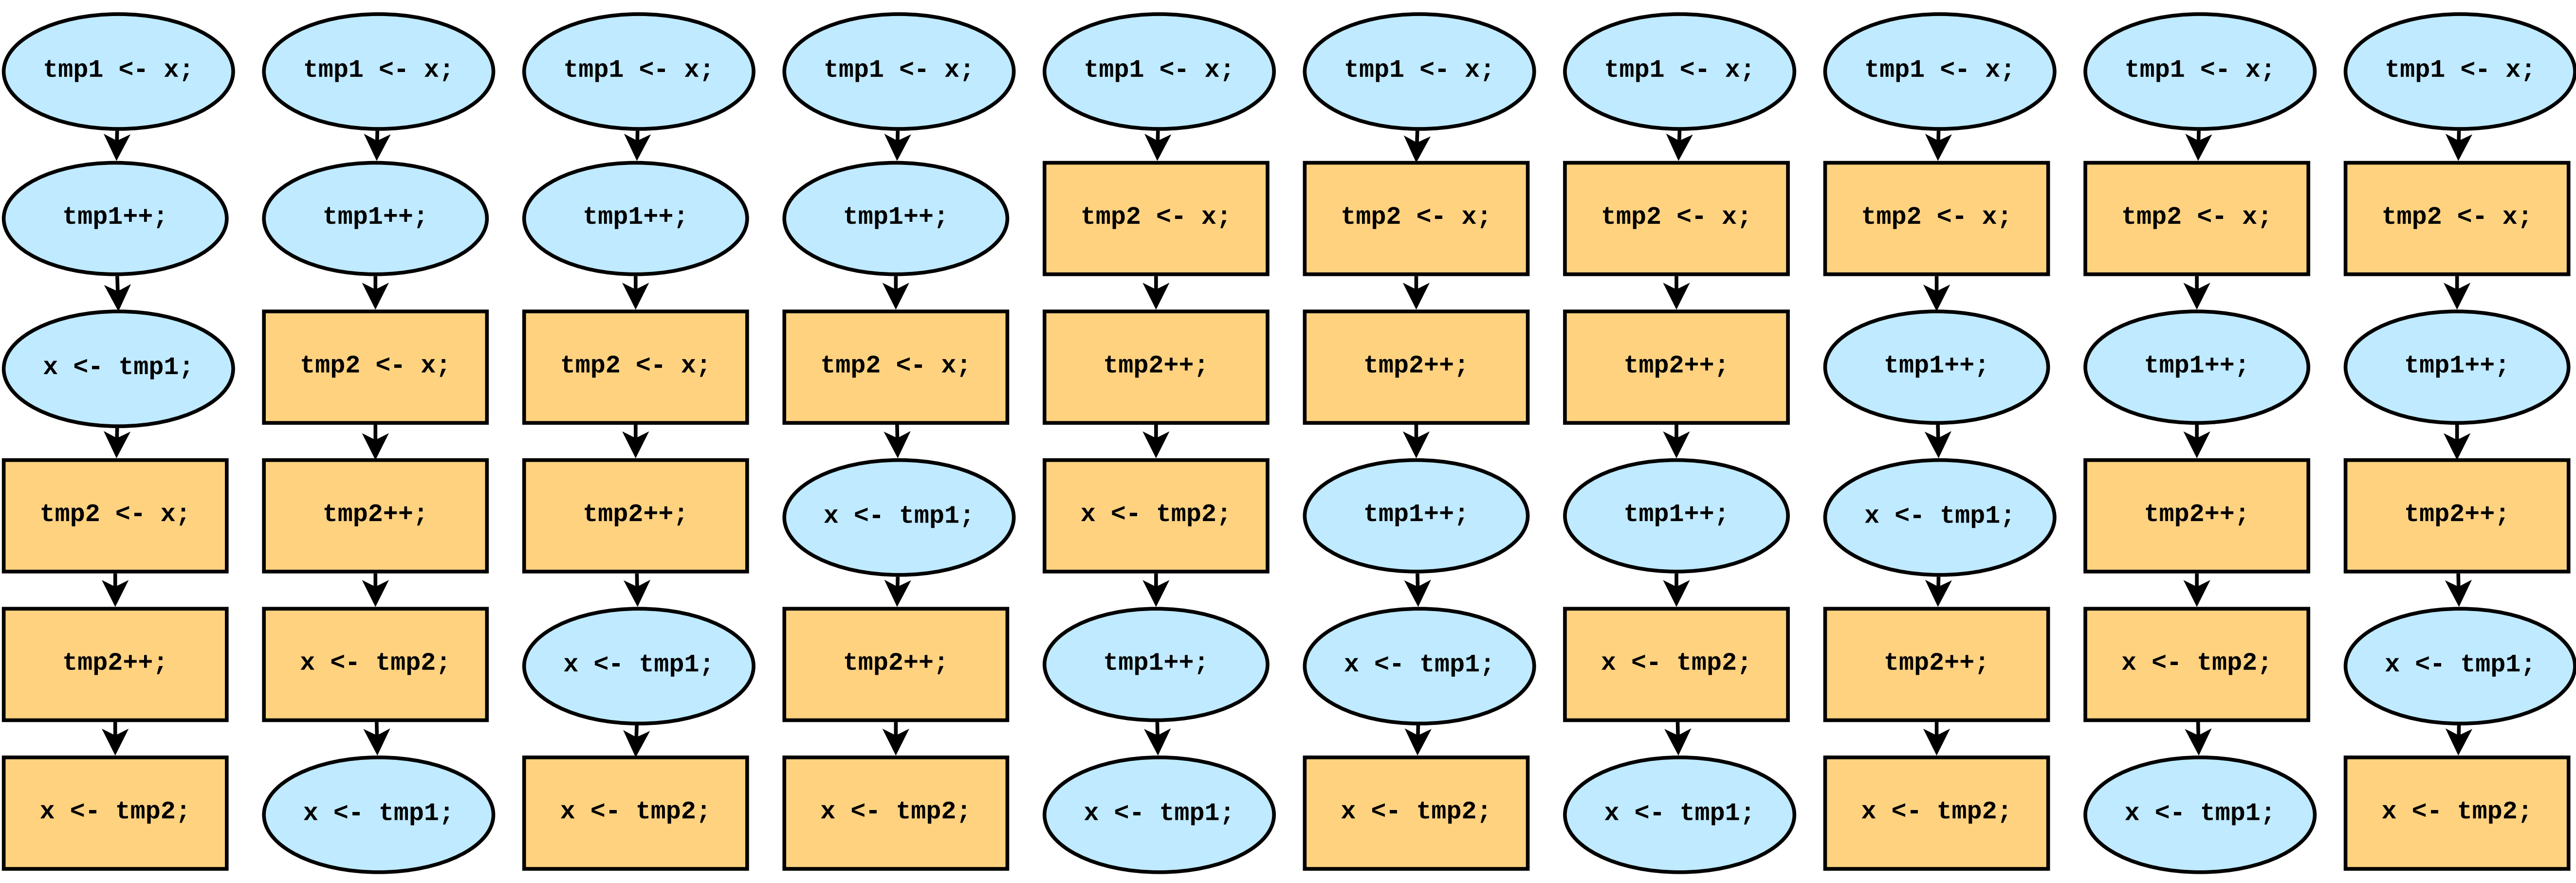 tmp1 <- x;
tmp1++;
x <- tmp1;
tmp2 <- x;
tmp2++;
x <- tmp2;
tmp1 <- x;
tmp1++;
tmp2 <- x;
tmp2++;
x <- tmp2;
x <- tmp1;
tmp1 <- x;
tmp1++;
tmp2 <- x;
tmp2++;
x <- tmp1;
x <- tmp2;
tmp1 <- x;
tmp1++;
tmp2 <- x;
x <- tmp1;
tmp2++;
x <- tmp2;
tmp1 <- x;
tmp2 <- x;
tmp2++;
x <- tmp2;
tmp1++;
x <- tmp1;
tmp1 <- x;
tmp2 <- x;
tmp2++;
tmp1++;
x <- tmp1;
x <- tmp2;
tmp1 <- x;
tmp2 <- x;
tmp2++;
tmp1++;
x <- tmp2;
x <- tmp1;
tmp1 <- x;
tmp2 <- x;
tmp1++;
x <- tmp1;
tmp2++;
x <- tmp2;
tmp1 <- x;
tmp2 <- x;
tmp1++;
tmp2++;
x <- tmp2;
x <- tmp1;
tmp1 <- x;
tmp2 <- x;
tmp1++;
tmp2++;
x <- tmp1;
x <- tmp2;